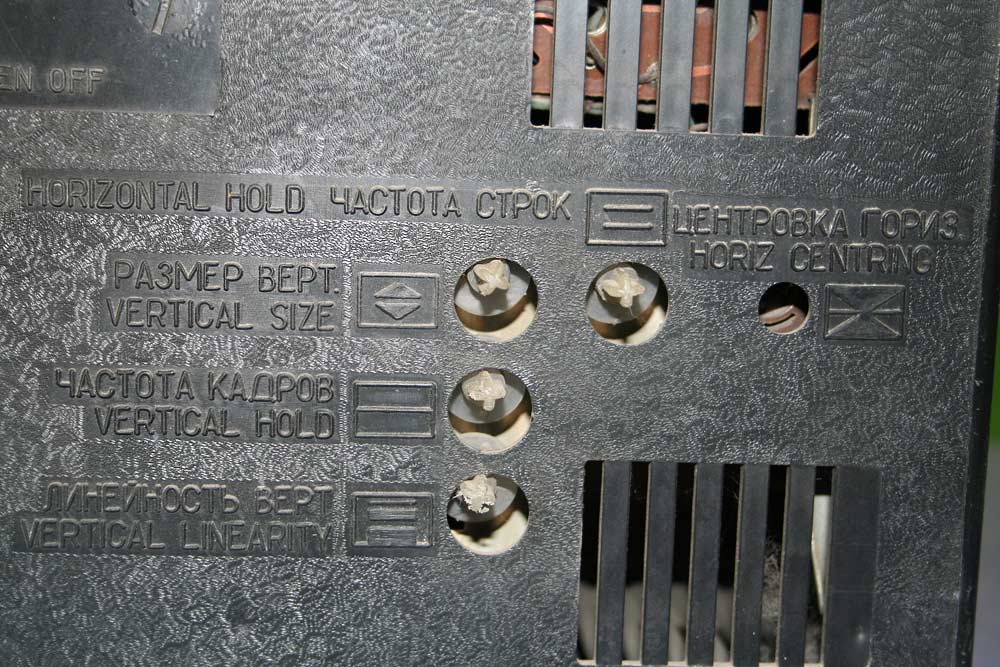 EN OFF
HORIZONTAL HOLD ЧАСТОТА СТРОК
ЦЕНТРОВКА ГОРИЗ.
HORIZ CENTRING
РАЗМЕР ВЕРТ.
VERTICAL SIZE
ЧАСТОТА КАДРОВ
VERTICAL HOLD
ЛИНЕЙНОСТЬ ВЕРТ
VERTICAL LINEARITY